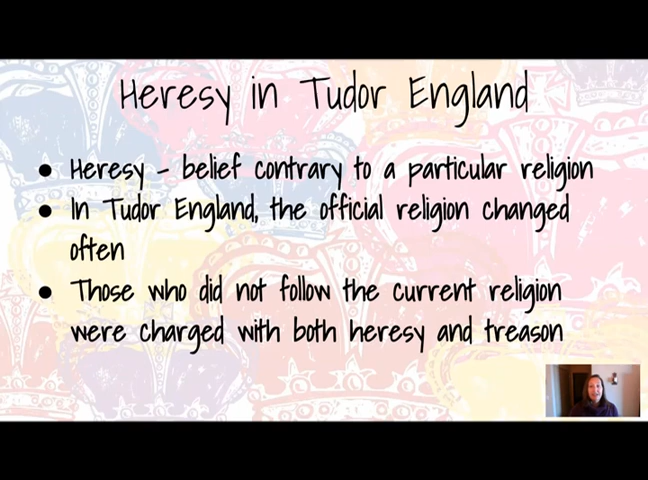 Heresy in Tudor England
● Heresy - belief contrary to a particular religion
● In Tudor England, the official religion changed
often
● Those who did not follow the current religion
were charged with both heresy and treason